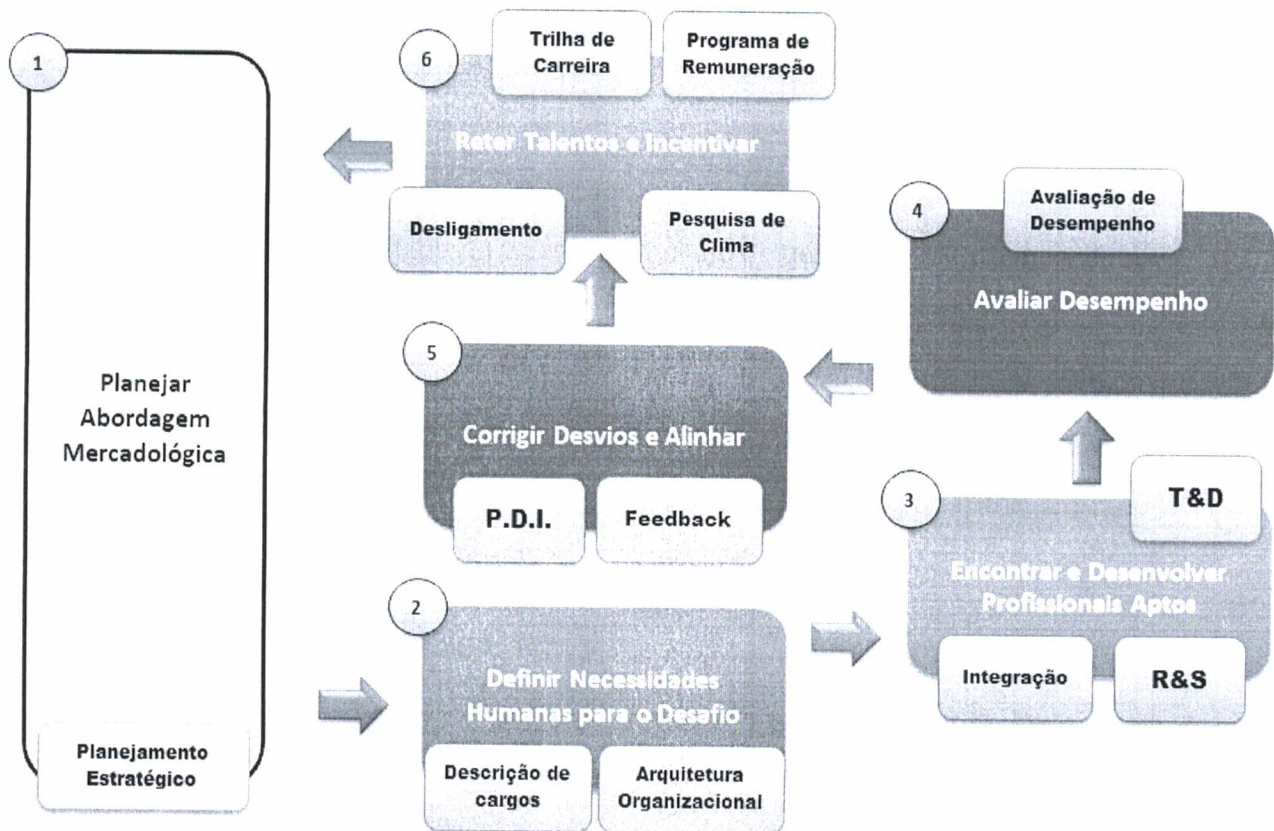 1
Planejar
Abordagem
Mercadológica
Planejamento
Estratégico
2
Definir Necessidades
Humanas para o Desafio
Descrição de
cargos
Arquitetura
Organizacional
3
T&D
Encontrar e Desenvolver
Profissionais Aptos
Integração
R&S
4
Avaliação de
Desempenho
Avaliar Desempenho
5
Corrigir Desvios e Alinhar
P.D.I.
Feedback
6
Trilha de
Carreira
Programa de
Remuneração
Reter Talentos e Incentivar
Desligamento
Pesquisa de
Clima